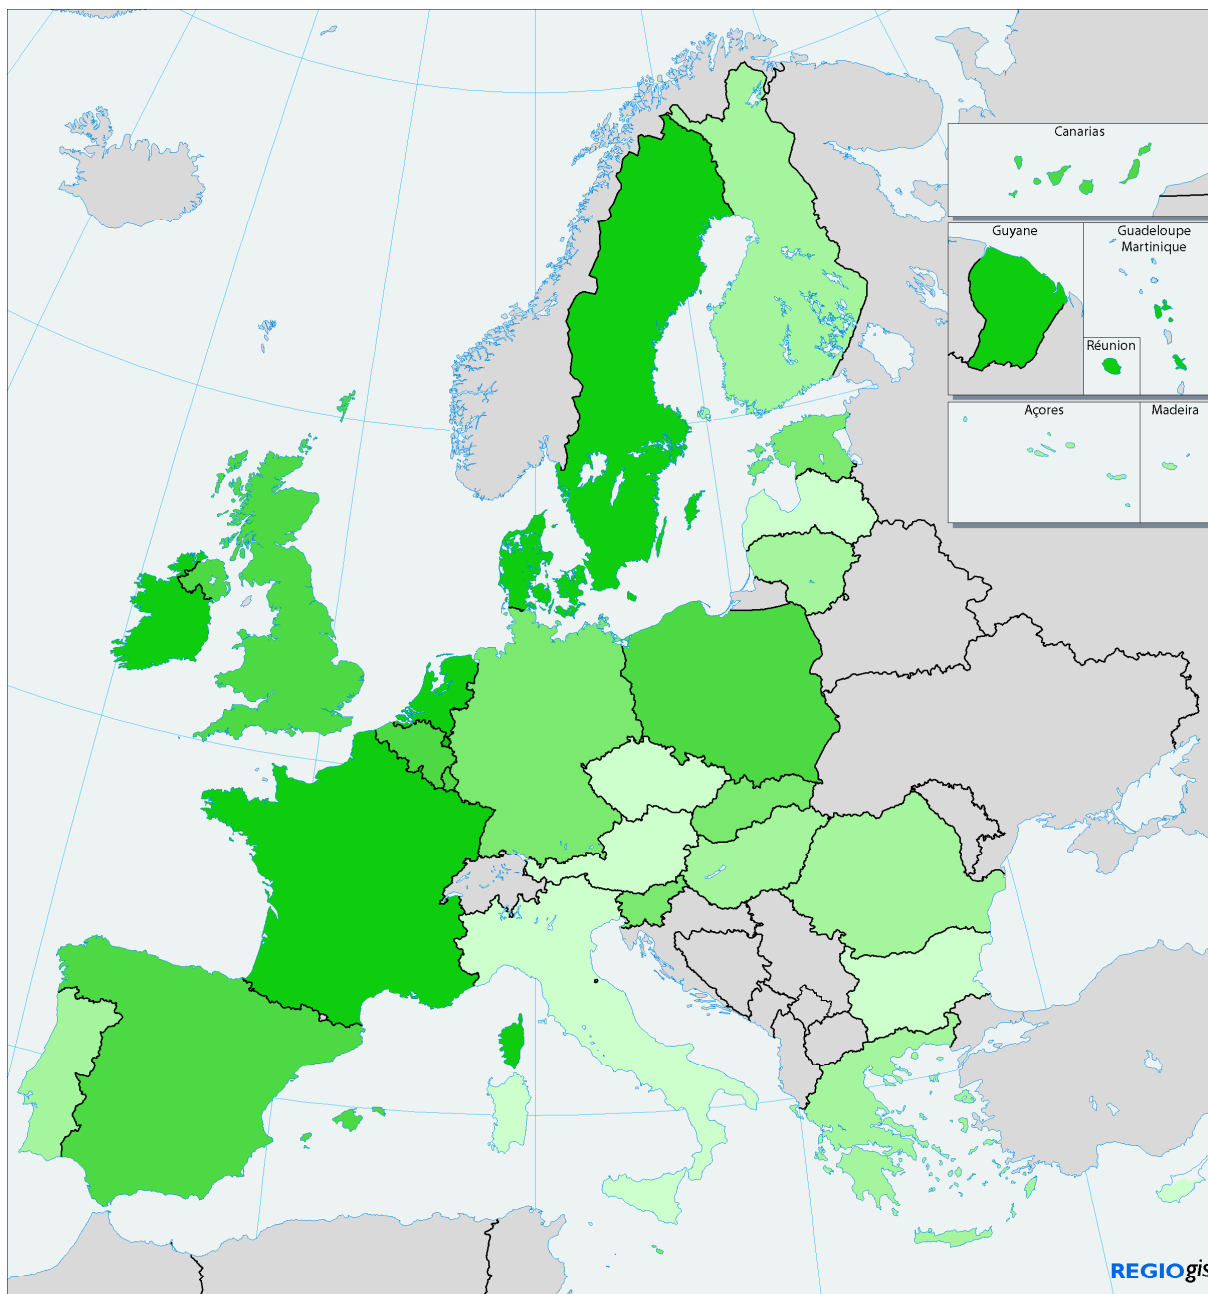 Canarias
Guyane
Guadeloupe
Martinique
Réunion
Açores
Madeira
REGIOgis